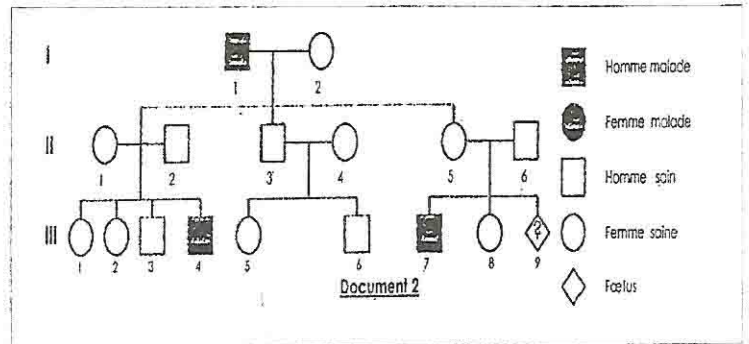 I
1
2
Homme malade
Femme malade
II
1
2
3
4
5
6
Homme sain
III
1
2
3
4
5
6
7
8
?
9
Femme saine
Document 2
Fœtus